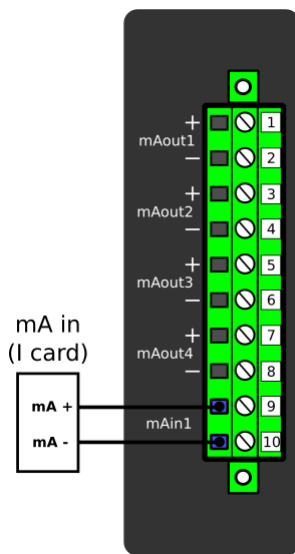 + 1
mAout1
− 2
+ 3
mAout2
− 4
+ 5
mAout3
− 6
+ 7
mAout4
− 8
mA in
(I card)
mA + 9
mAin1
mA - 10